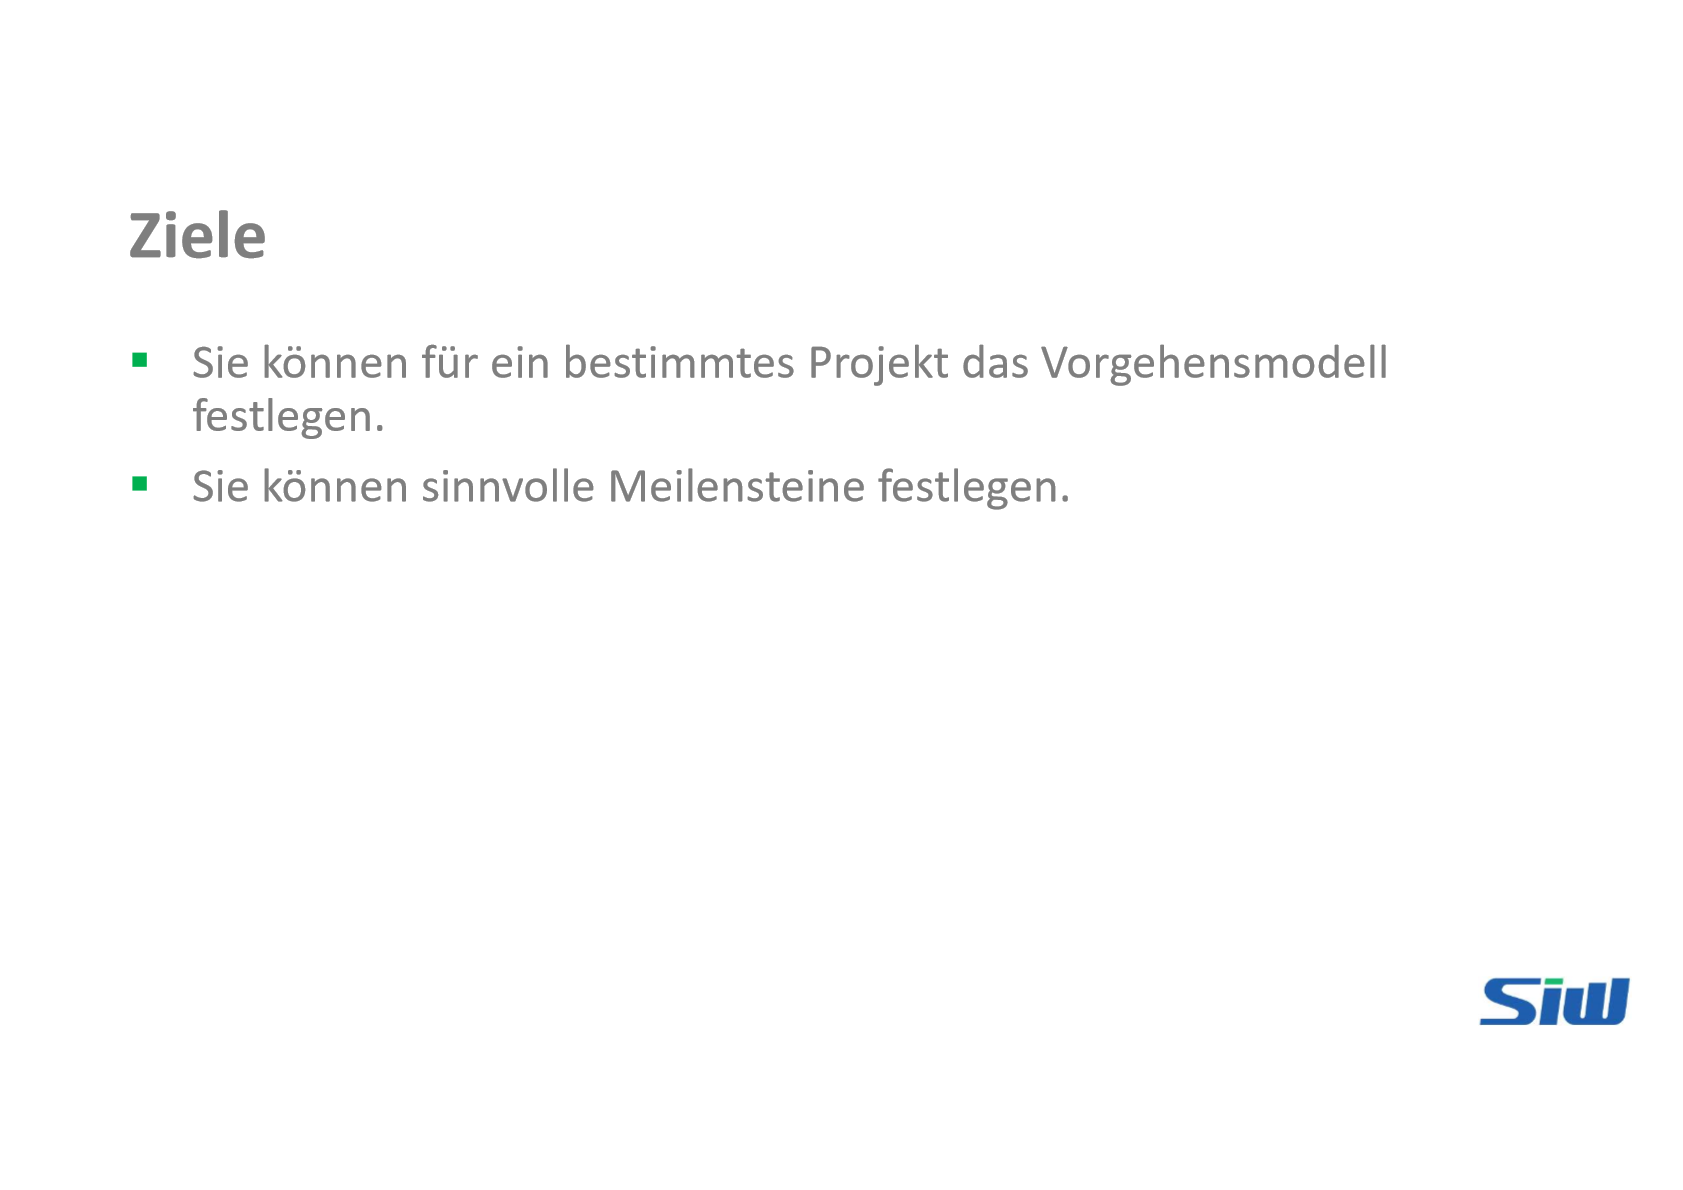 Ziele
▪ Sie können für ein bestimmtes Projekt das Vorgehensmodell
festlegen.
▪ Sie können sinnvolle Meilensteine festlegen.
Siw